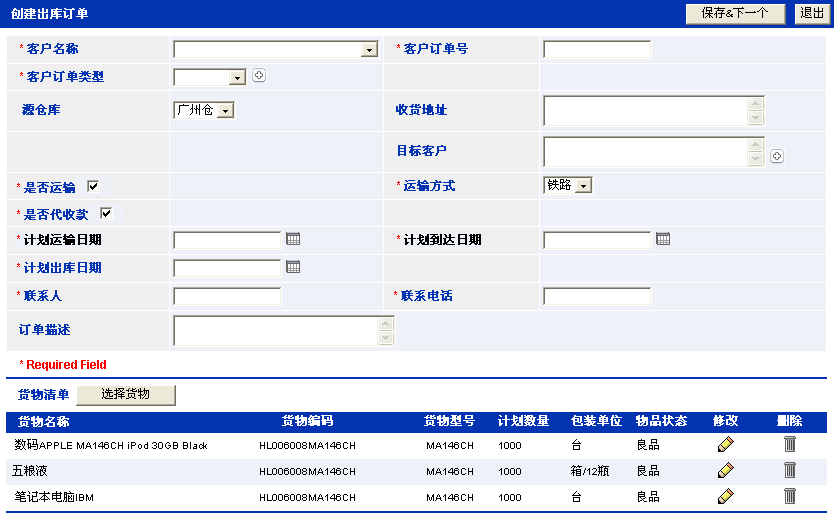 创建出库订单 保存&下一个 退出
* 客户名称 * 客户订单号
* 客户订单类型
源仓库 广州仓 收货地址
目标客户
* 是否运输 * 运输方式 铁路
* 是否代收款
* 计划运输日期 * 计划到达日期
* 计划出库日期
* 联系人 * 联系电话
订单描述
* Required Field
货物清单 选择货物
货物名称 货物编码 货物型号 计划数量 包装单位 物品状态 修改 删除
数码APPLE MA146CH iPod 30GB Black HL006008MA146CH MA146CH 1000 台 良品
五粮液 HL006008MA146CH MA146CH 1000 箱/12瓶 良品
笔记本电脑IBM HL006008MA146CH MA146CH 1000 台 良品